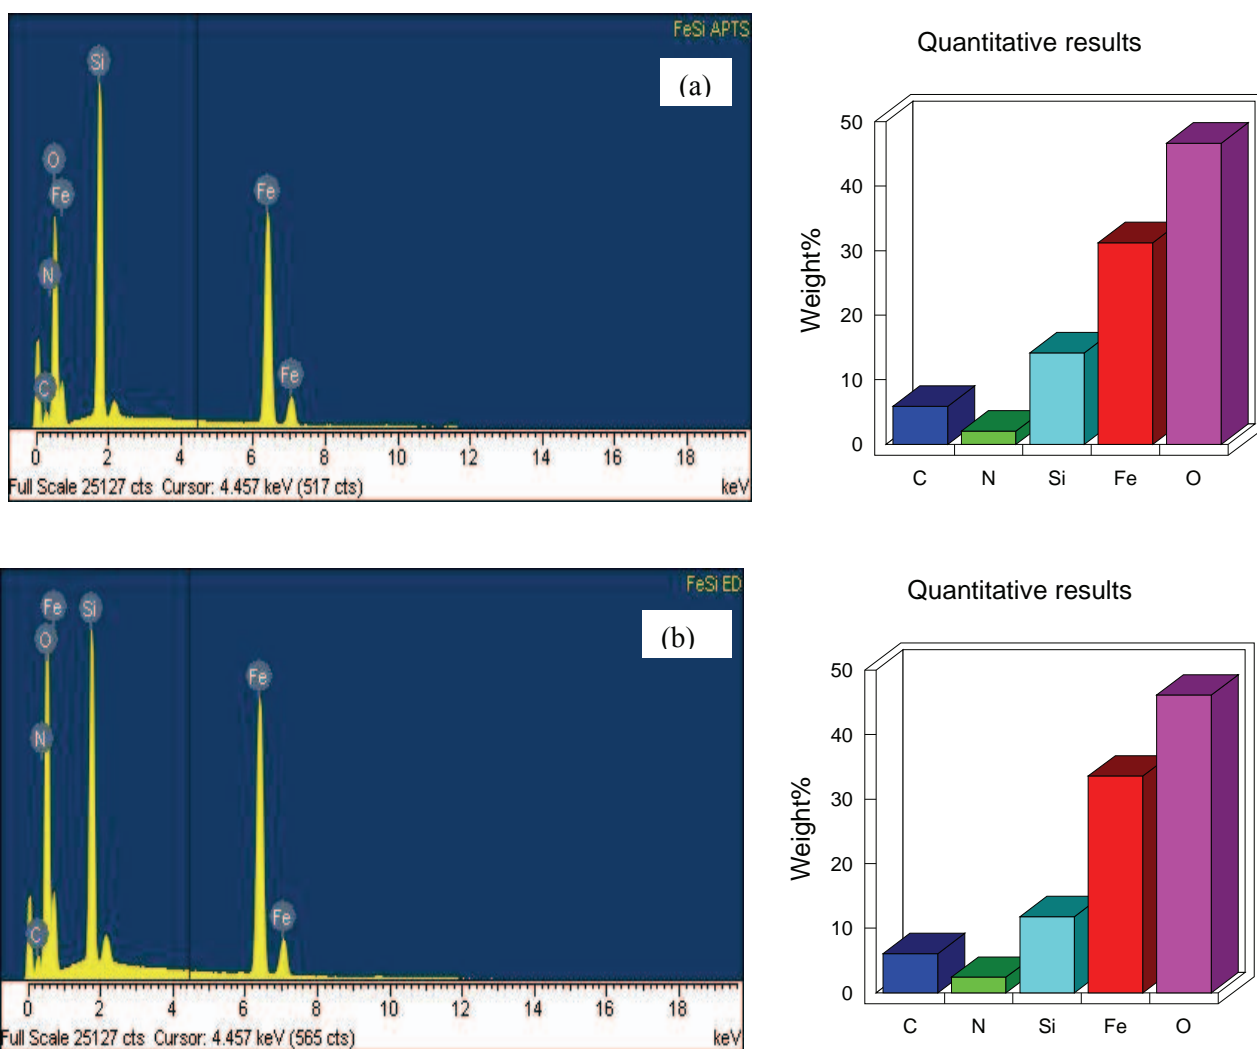 FeSi APTS
(a)
Si
O
Fe
Fe
N
Fe
C
0 2 4 6 8 10 12 14 16 18
Full Scale 25127 cts Cursor: 4.457 keV (517 cts) keV
Quantitative results
Weight%
50
40
30
20
10
0
C N Si Fe O
FeSi ED
(b)
Fe
Si
O
Fe
N
Fe
C
0 2 4 6 8 10 12 14 16 18
Full Scale 25127 cts Cursor: 4.457 keV (565 cts) keV
Quantitative results
Weight%
50
40
30
20
10
0
C N Si Fe O